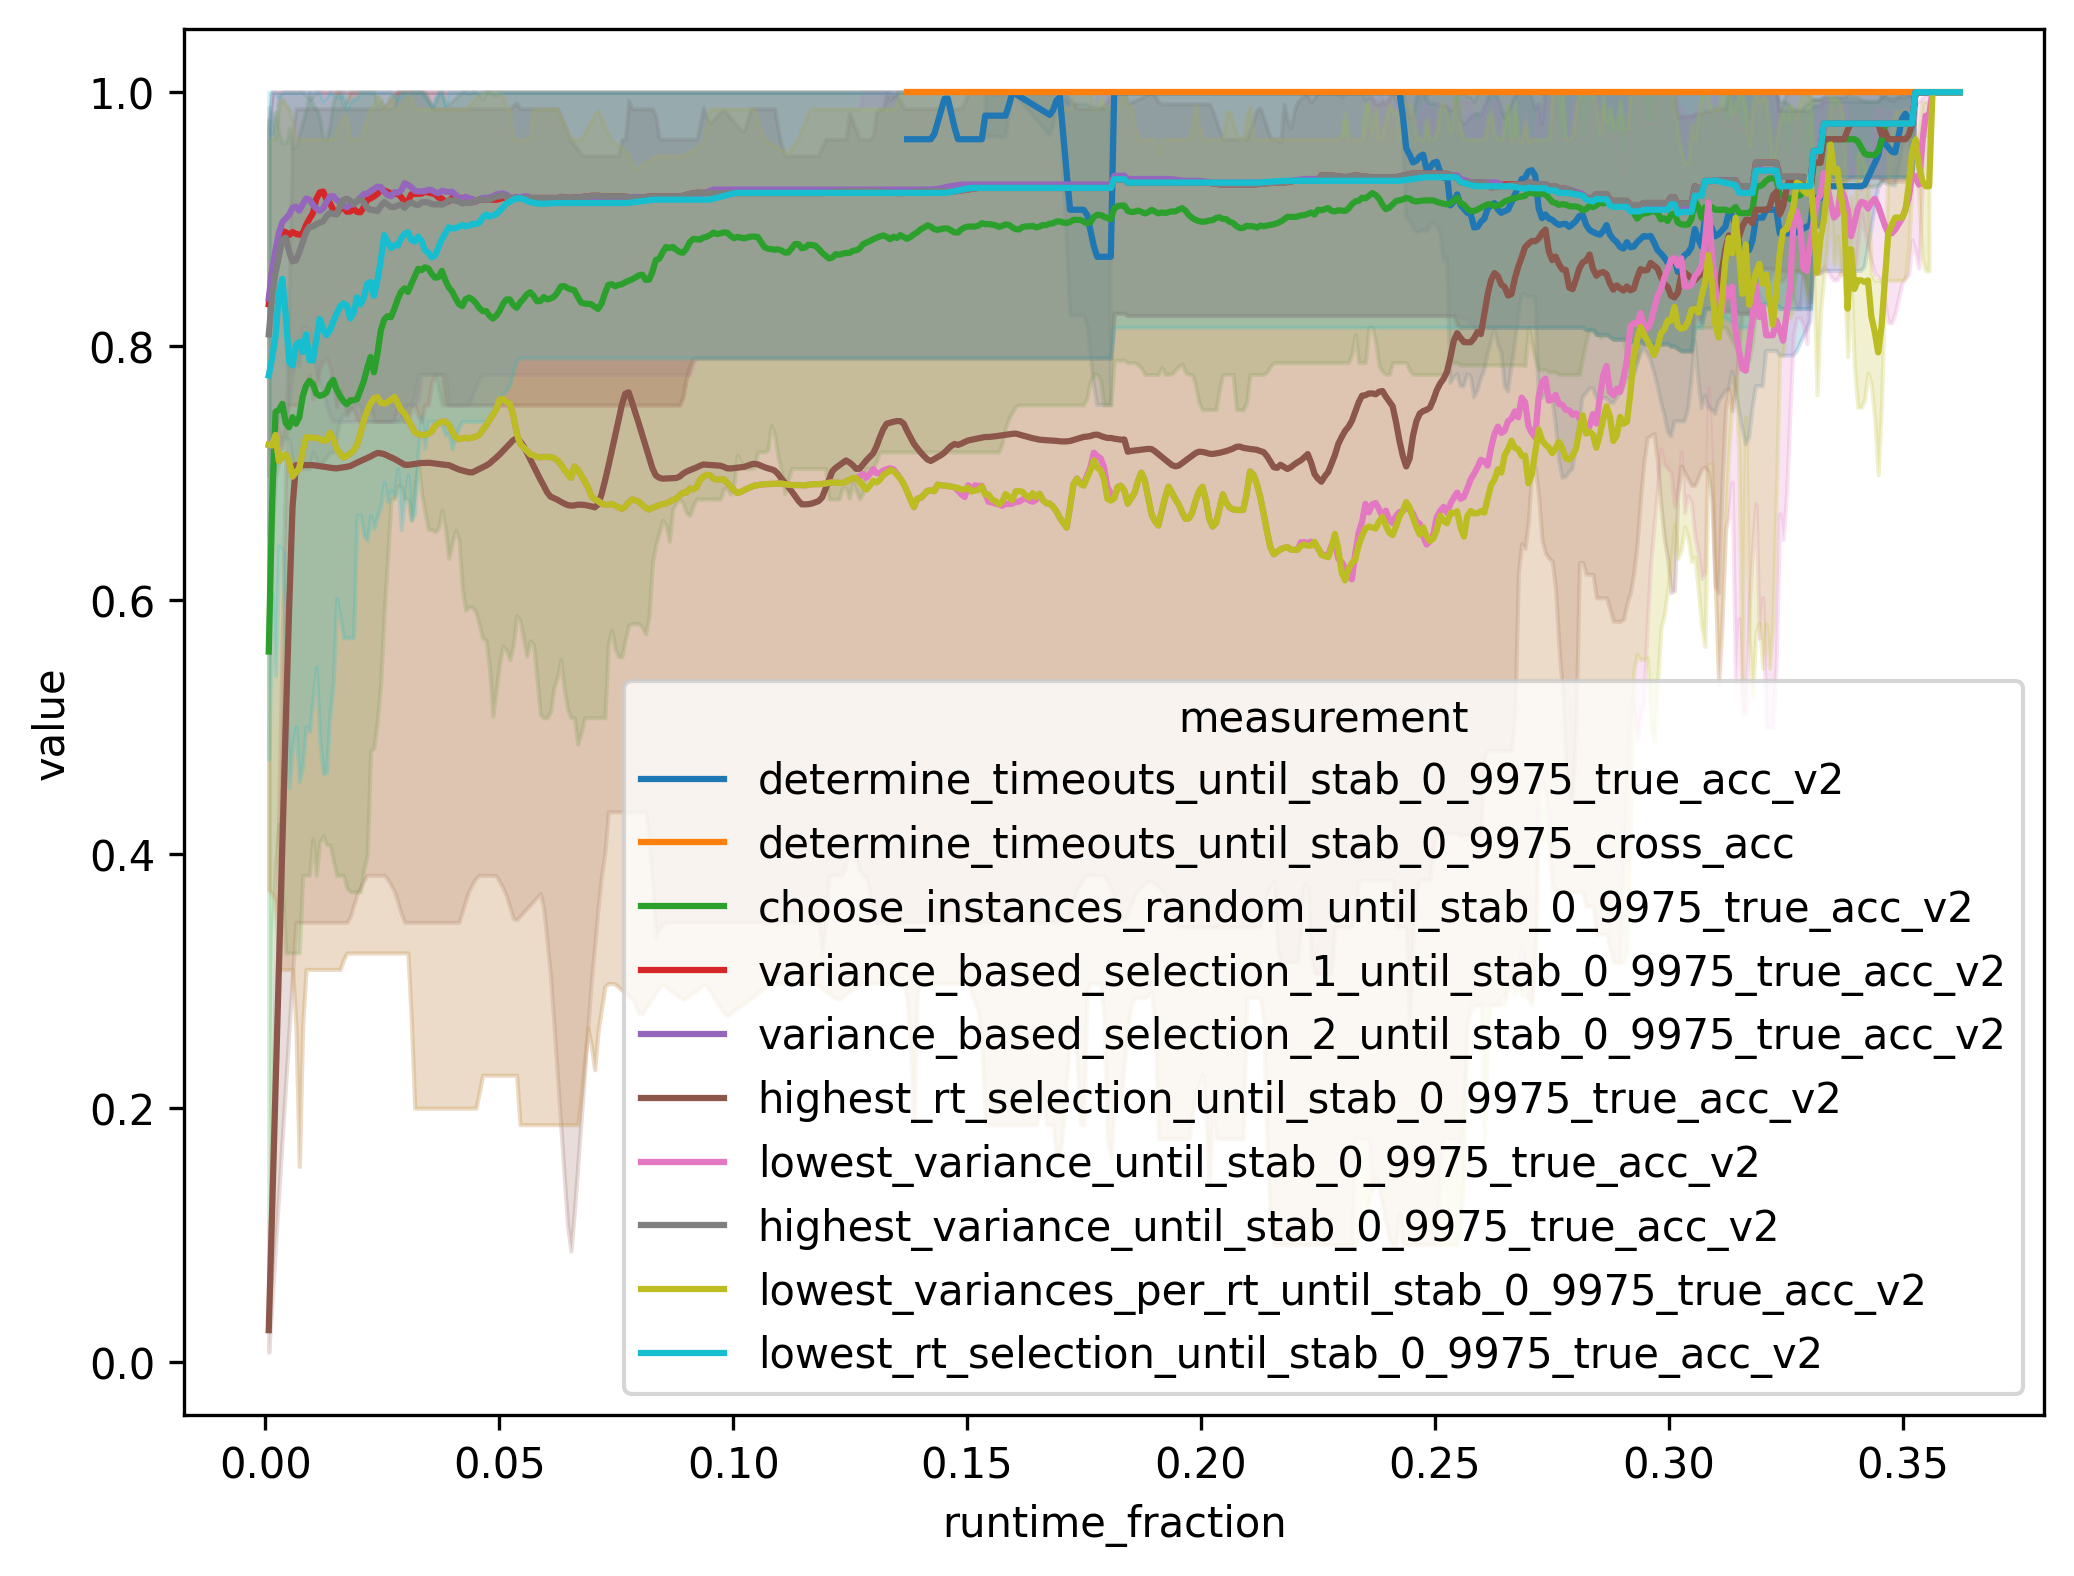 value
1.0
0.8
0.6
0.4
0.2
0.0
measurement
determine_timeouts_until_stab_0_9975_true_acc_v2
determine_timeouts_until_stab_0_9975_cross_acc
choose_instances_random_until_stab_0_9975_true_acc_v2
variance_based_selection_1_until_stab_0_9975_true_acc_v2
variance_based_selection_2_until_stab_0_9975_true_acc_v2
highest_rt_selection_until_stab_0_9975_true_acc_v2
lowest_variance_until_stab_0_9975_true_acc_v2
highest_variance_until_stab_0_9975_true_acc_v2
lowest_variances_per_rt_until_stab_0_9975_true_acc_v2
lowest_rt_selection_until_stab_0_9975_true_acc_v2
0.00 0.05 0.10 0.15 0.20 0.25 0.30 0.35
runtime_fraction